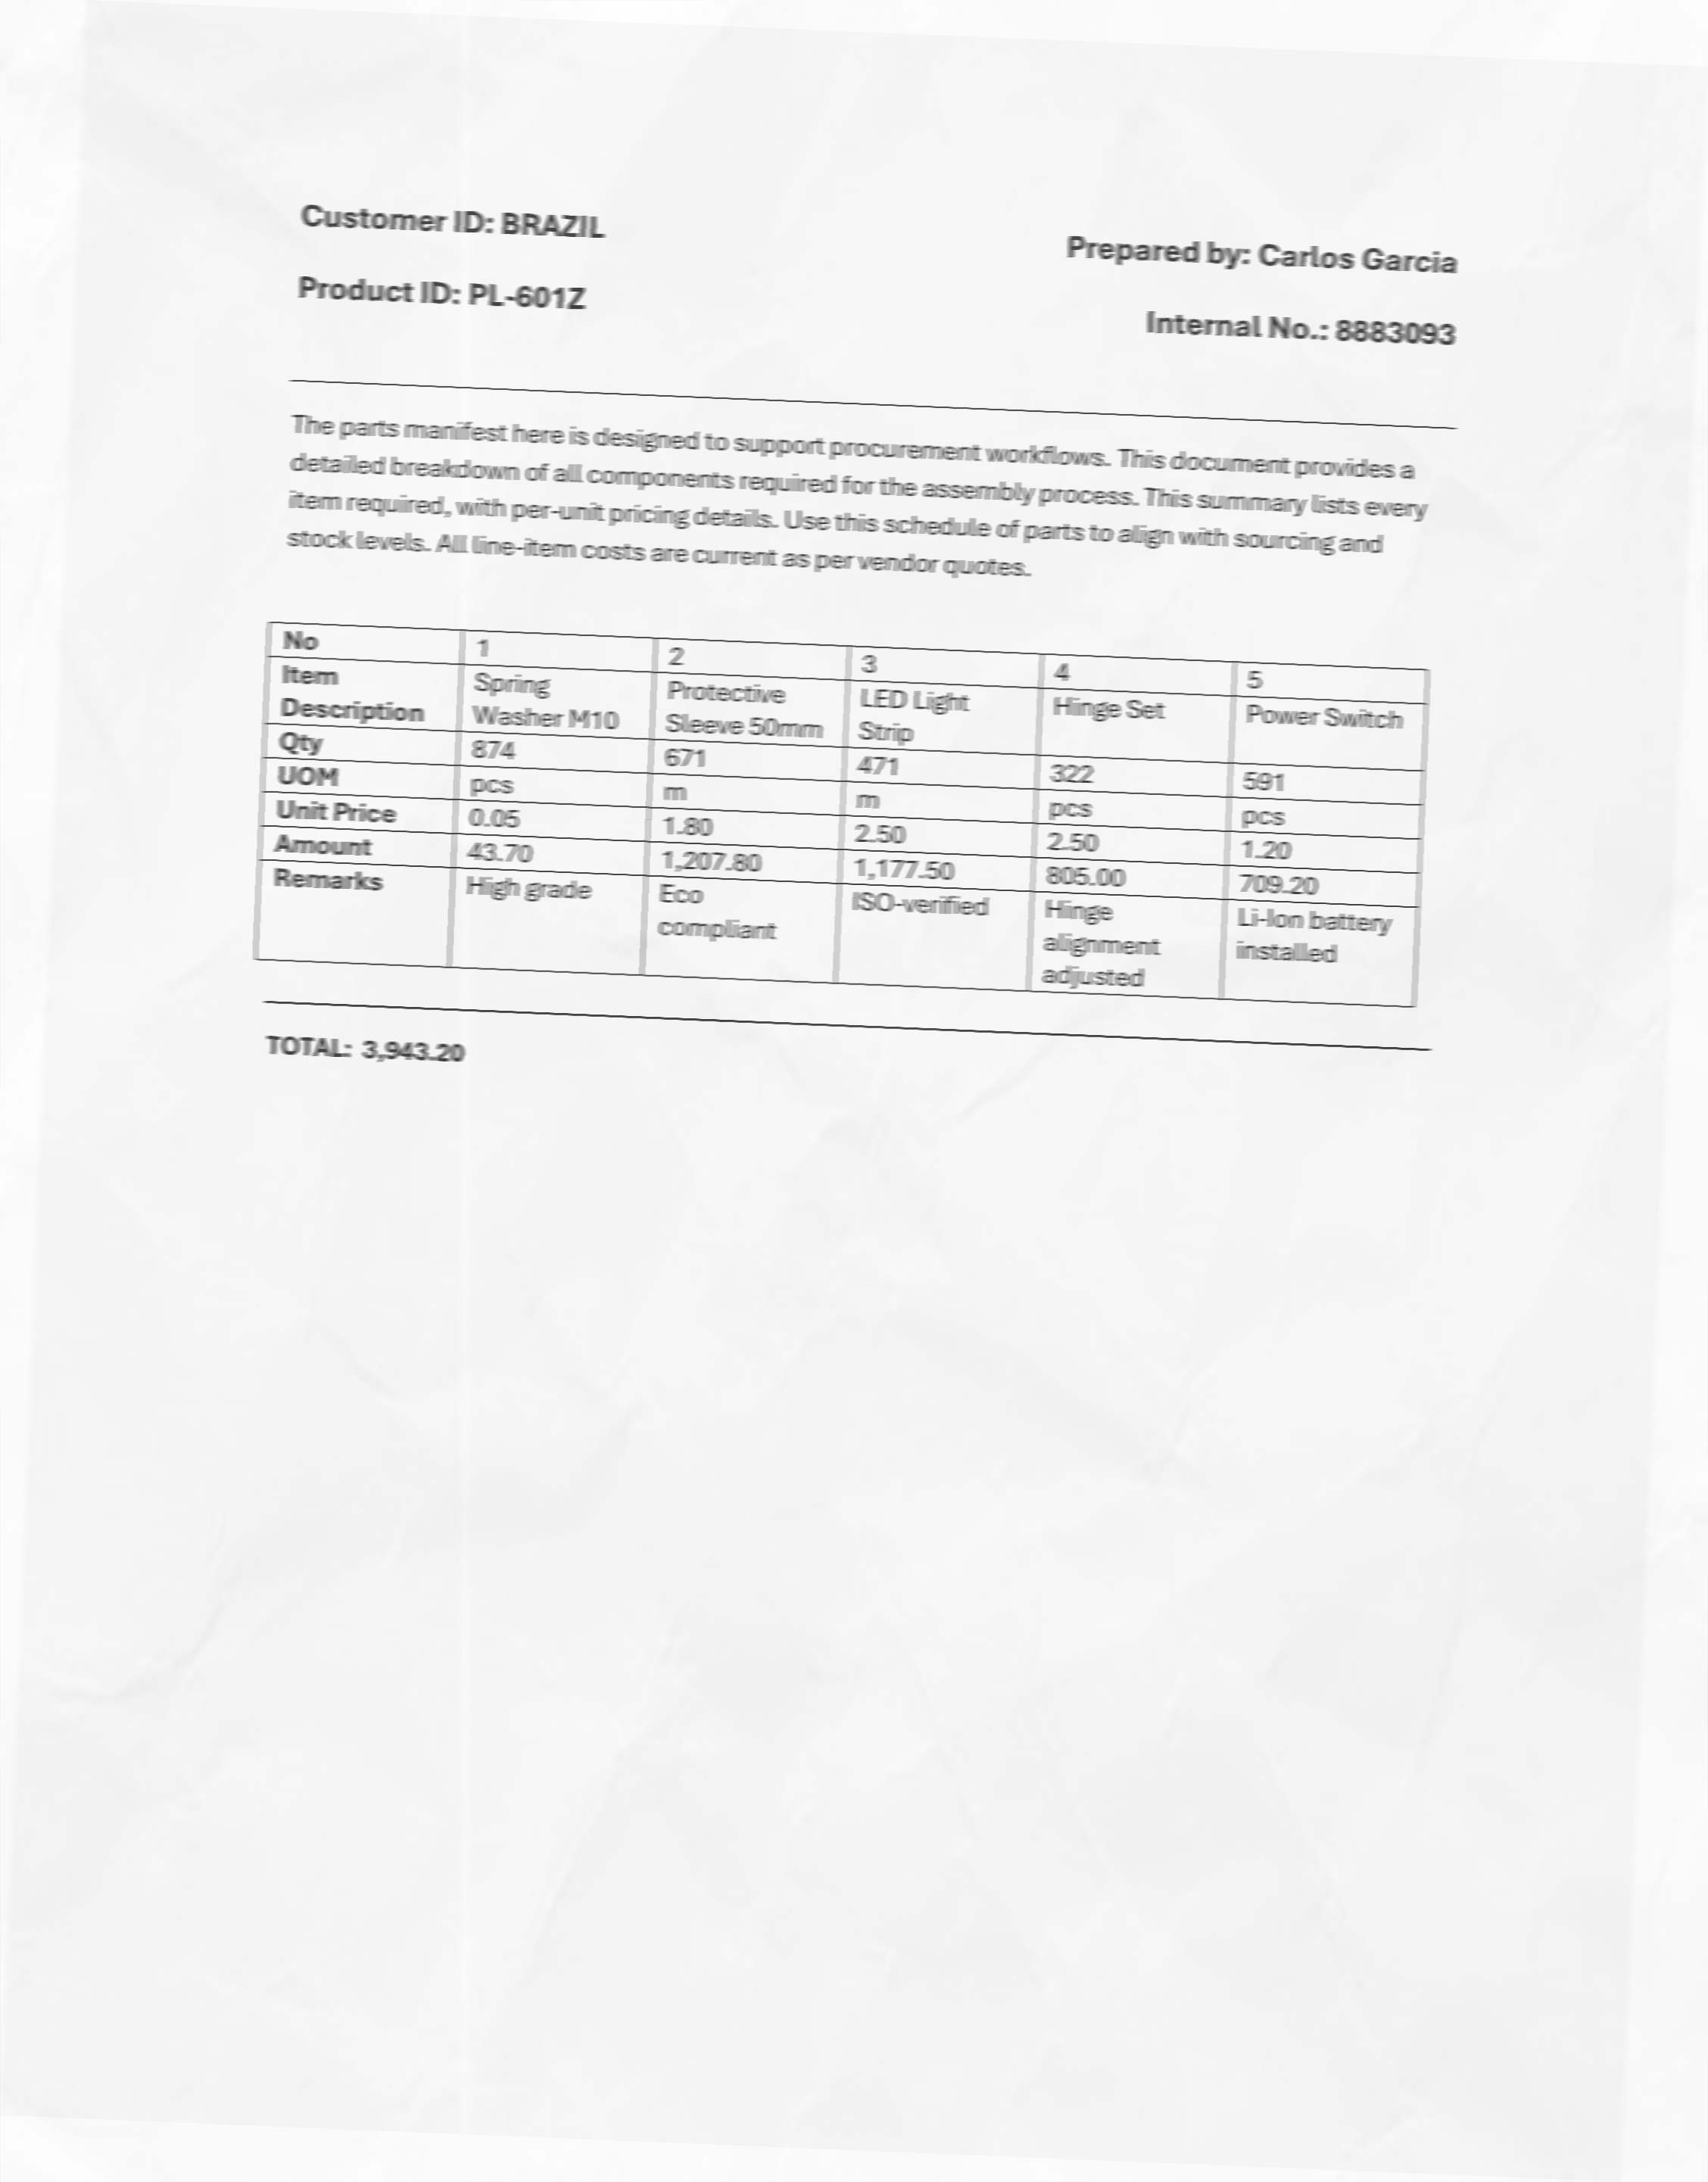 Customer ID: BRAZIL
Prepared by: Carlos Garcia
Product ID: PL-601Z
Internal No.: 8883093
The parts manifest here is designed to support procurement workflows. This document provides a
detailed breakdown of all components required for the assembly process. This summary lists every
item required, with per-unit pricing details. Use this schedule of parts to align with sourcing and
stock levels. All line-item costs are current as per vendor quotes.
No 1 2 3 4 5
Item Description Spring Washer M10 Protective Sleeve 50mm LED Light Strip Hinge Set Power Switch
Qty 874 671 471 322 591
UOM pcs m m pcs pcs
Unit Price 0.05 1.80 2.50 2.50 1.20
Amount 43.70 1,207.80 1,177.50 805.00 709.20
Remarks High grade Eco compliant ISO-verified Hinge alignment adjusted Li-Ion battery installed
TOTAL: 3,943.20